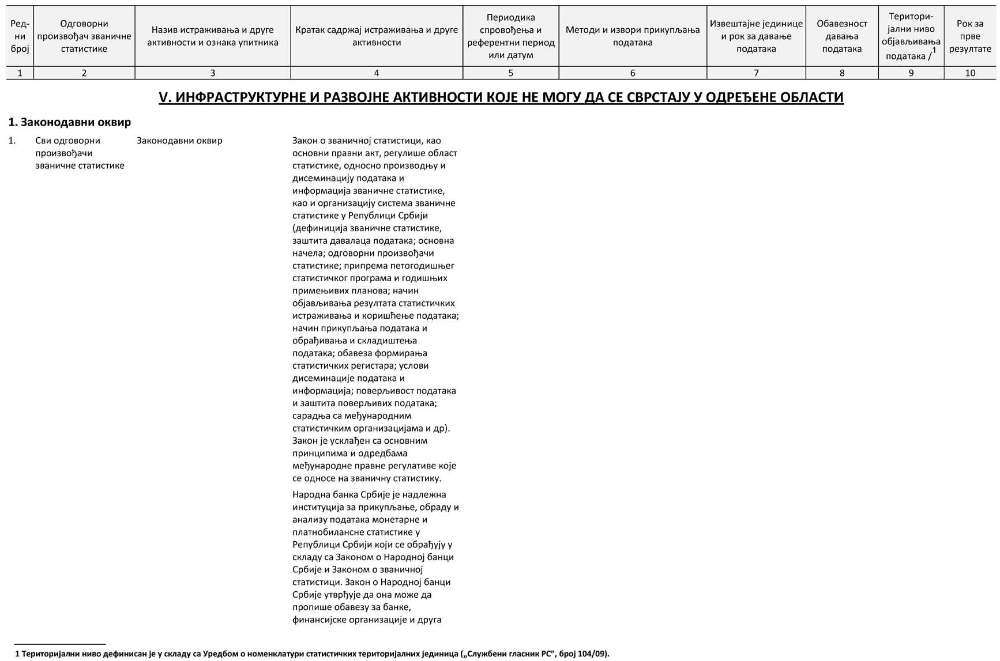 Ред-
ни
број
Одговорни
произвођач званичне
статистике
Назив истраживања и друге
активности и ознака упитника
Кратак садржај истраживања и друге
активности
Периодика
спровођења и
референтни период
или датум
Методи и извори прикупљања
података
Извештајне јединице
и рок за давање
података
Обавезност
давања
података
Територи-
јални ниво
објављивања
података /1
Рок за
прве
резултате
1 2 3 4 5 6 7 8 9 10
V. ИНФРАСТРУКТУРНЕ И РАЗВОЈНЕ АКТИВНОСТИ КОЈЕ НЕ МОГУ ДА СЕ СВРСТАЈУ У ОДРЕЂЕНЕ ОБЛАСТИ
1. Законодавни оквир
1.
Сви одговорни
произвођачи
званичне статистике
Законодавни оквир
Закон о званичној статистици, као
основни правни акт, регулише област
статистике, односно производњу и
дисеминацију података и
информација званичне статистике,
као и организацију система званичне
статистике у Републици Србији
(дефиниција званичне статистике,
заштита давалаца података; основна
начела; одговорни произвођачи
статистике; припрема петогодишњег
статистичког програма и годишњих
примењивих планова; начин
објављивања резултата статистичких
истраживања и коришћење података;
начин прикупљања података и
обрађивања и складиштења
података; обавеза формирања
статистичких регистара; услови
дисеминације података и
информација; поверљивост података
и заштита поверљивих података;
сарадња са међународним
статистичким организацијама и др).
Закон је усклађен са основним
принципима и одредбама
међународне правне регулативе које
се односе на званичну статистику.
Народна банка Србије је надлежна
институција за прикупљање, обраду и
анализу података монетарне и
платнобилансне статистике у
Републици Србији који се обрађују у
складу са Законом о Народној банци
Србије и Законом о званичној
статистици. Закон о Народној банци
Србије утврђује да она може да
пропише обавезу за банке,
финансијске организације и друга
1 Територијални ниво дефинисан је у складу са Уредбом о номенклатури статистичких територијалних јединица („Службени гласник РС”, број 104/09).